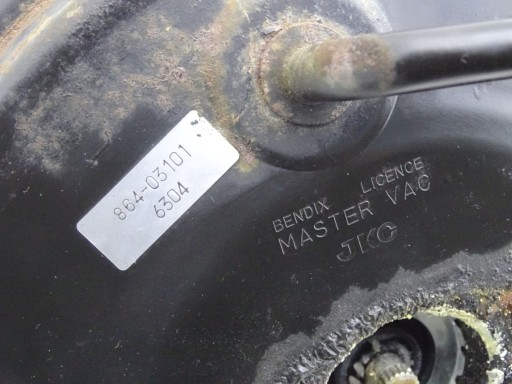 864-03101
6304
BENDIX LICENCE
MASTER VAC
JKC